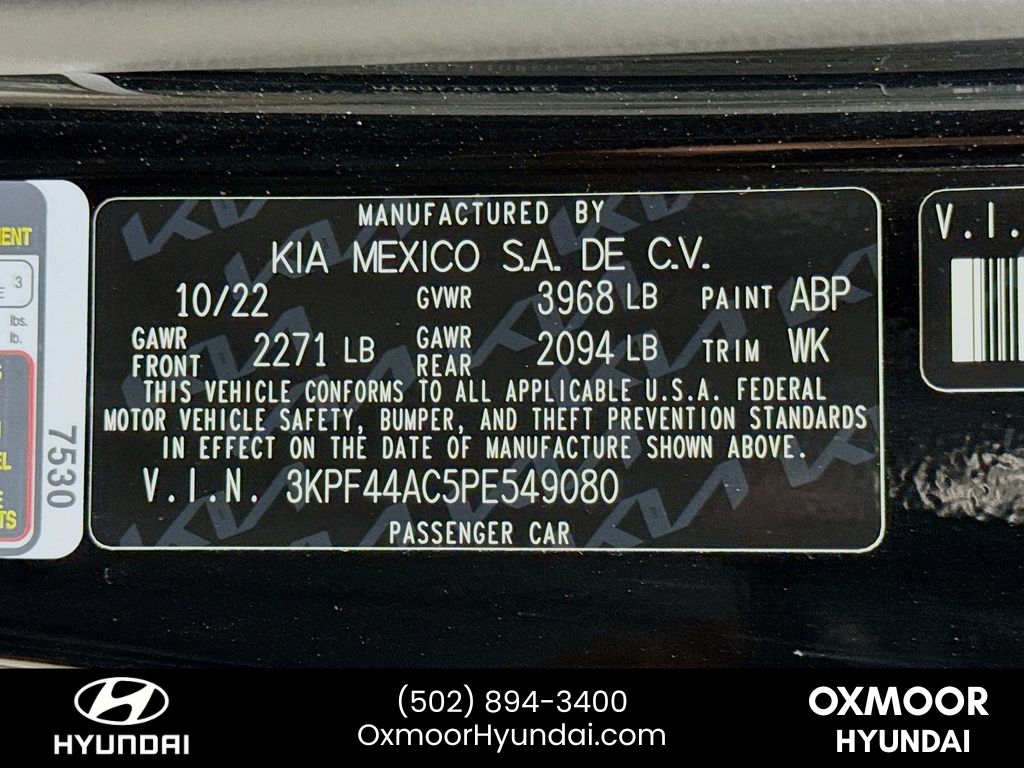 MANUFACTURED BY
KIA MEXICO S.A. DE C.V.
10/22 GVWR 3968 LB PAINT ABP
GAWR FRONT 2271 LB GAWR REAR 2094 LB TRIM WK
THIS VEHICLE CONFORMS TO ALL APPLICABLE U.S.A. FEDERAL
MOTOR VEHICLE SAFETY, BUMPER, AND THEFT PREVENTION STANDARDS
IN EFFECT ON THE DATE OF MANUFACTURE SHOWN ABOVE.
V.I.N. 3KPF44AC5PE549080
PASSENGER CAR
V.I.
3
lbs.
lb.
7530
HYUNDAI
(502) 894-3400
OxmoorHyundai.com
OXMOOR
HYUNDAI